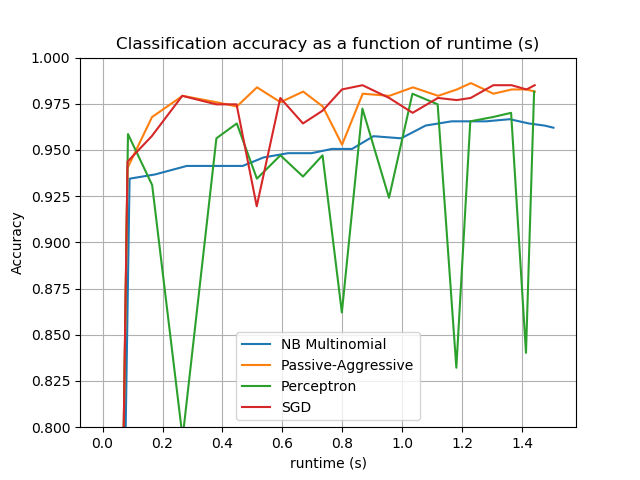 Classification accuracy as a function of runtime (s)
1.000
0.975
0.950
0.925
0.900
0.875
0.850
0.825
0.800
Accuracy
NB Multinomial
Passive-Aggressive
Perceptron
SGD
0.0 0.2 0.4 0.6 0.8 1.0 1.2 1.4
runtime (s)